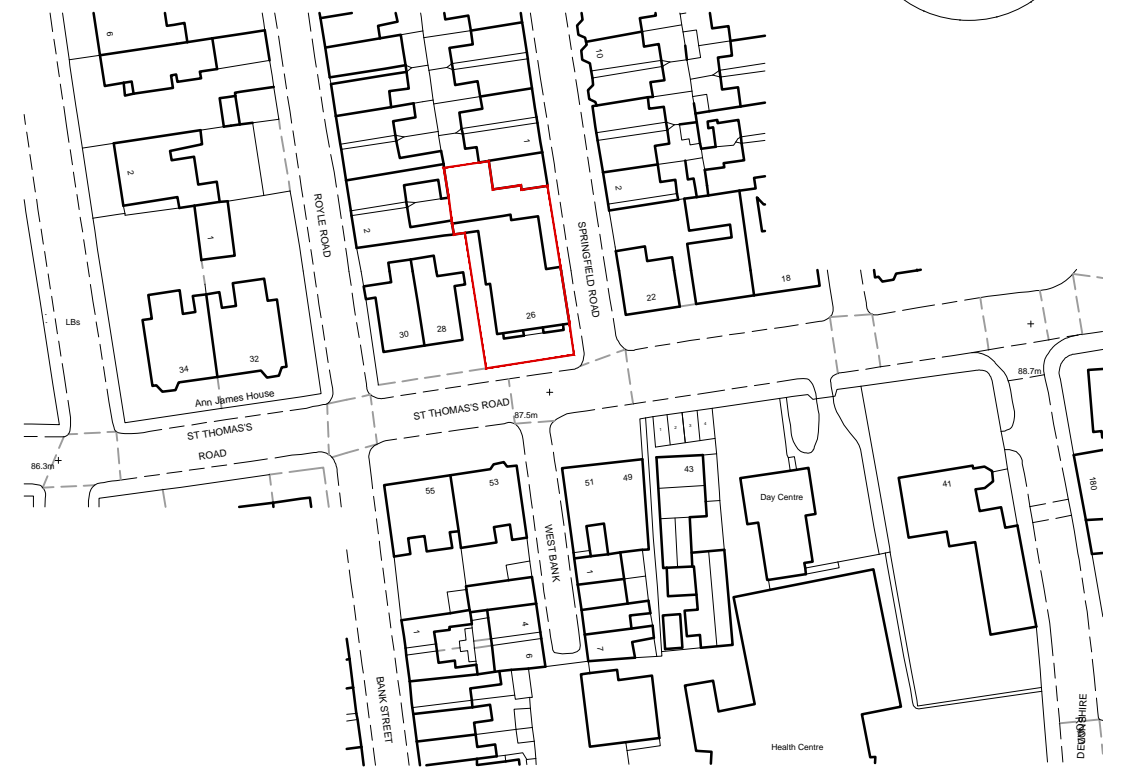 6
10
1
2
ROYLE ROAD
2
2
1
SPRINGFIELD ROAD
18
22
LBs
26
30
28
34
32
Ann James House
ST THOMAS'S ROAD
87.5m
88.7m
ST THOMAS'S
ROAD
86.3m
1
2
3
4
55
53
51
49
43
Day Centre
41
180
WEST BANK
1
1
4
6
7
BANK STREET
Health Centre